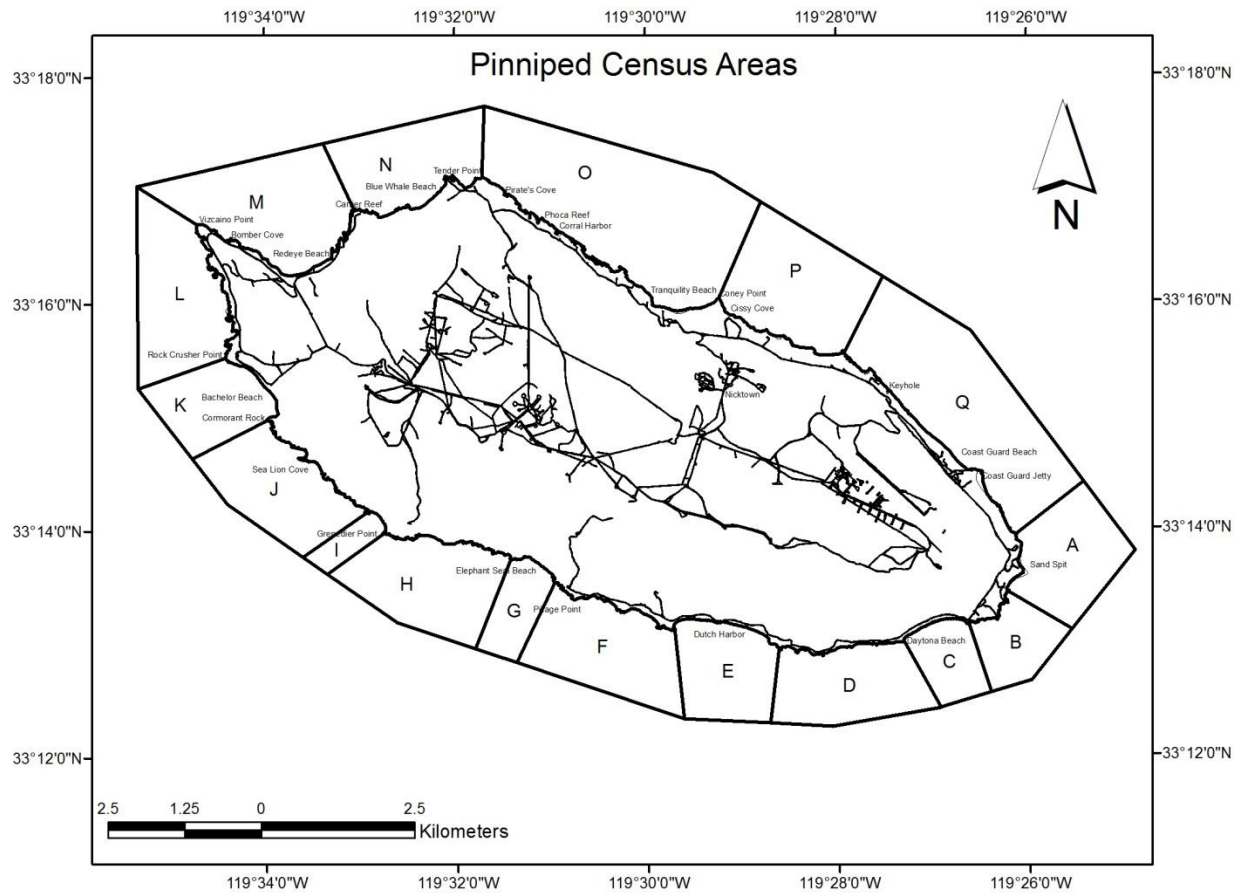 119°34'0"W 119°32'0"W 119°30'0"W 119°28'0"W 119°26'0"W
Pinniped Census Areas
33°18'0"N 33°18'0"N
N
O
Tender Point
Blue Whale Beach
Pirate's Cove
M
Carrier Reef
Phoca Reef
Vizcaino Point
Corral Harbor
N
Bomber Cove
Redeye Beach
P
Tranquility Beach
Coney Point
L
33°16'0"N 33°16'0"N
Cissy Cove
Rock Crusher Point
Keyhole
Nicktown
Bachelor Beach
Q
K
Cormorant Rock
Coast Guard Beach
Sea Lion Cove
Coast Guard Jetty
J
33°14'0"N 33°14'0"N
Grenedier Point
A
I
Sand Spit
Elephant Seal Beach
H
G
Pirage Point
Dutch Harbor
Daytona Beach
B
F
E
C
D
33°12'0"N 33°12'0"N
2.5 1.25 0 2.5
Kilometers
119°34'0"W 119°32'0"W 119°30'0"W 119°28'0"W 119°26'0"W